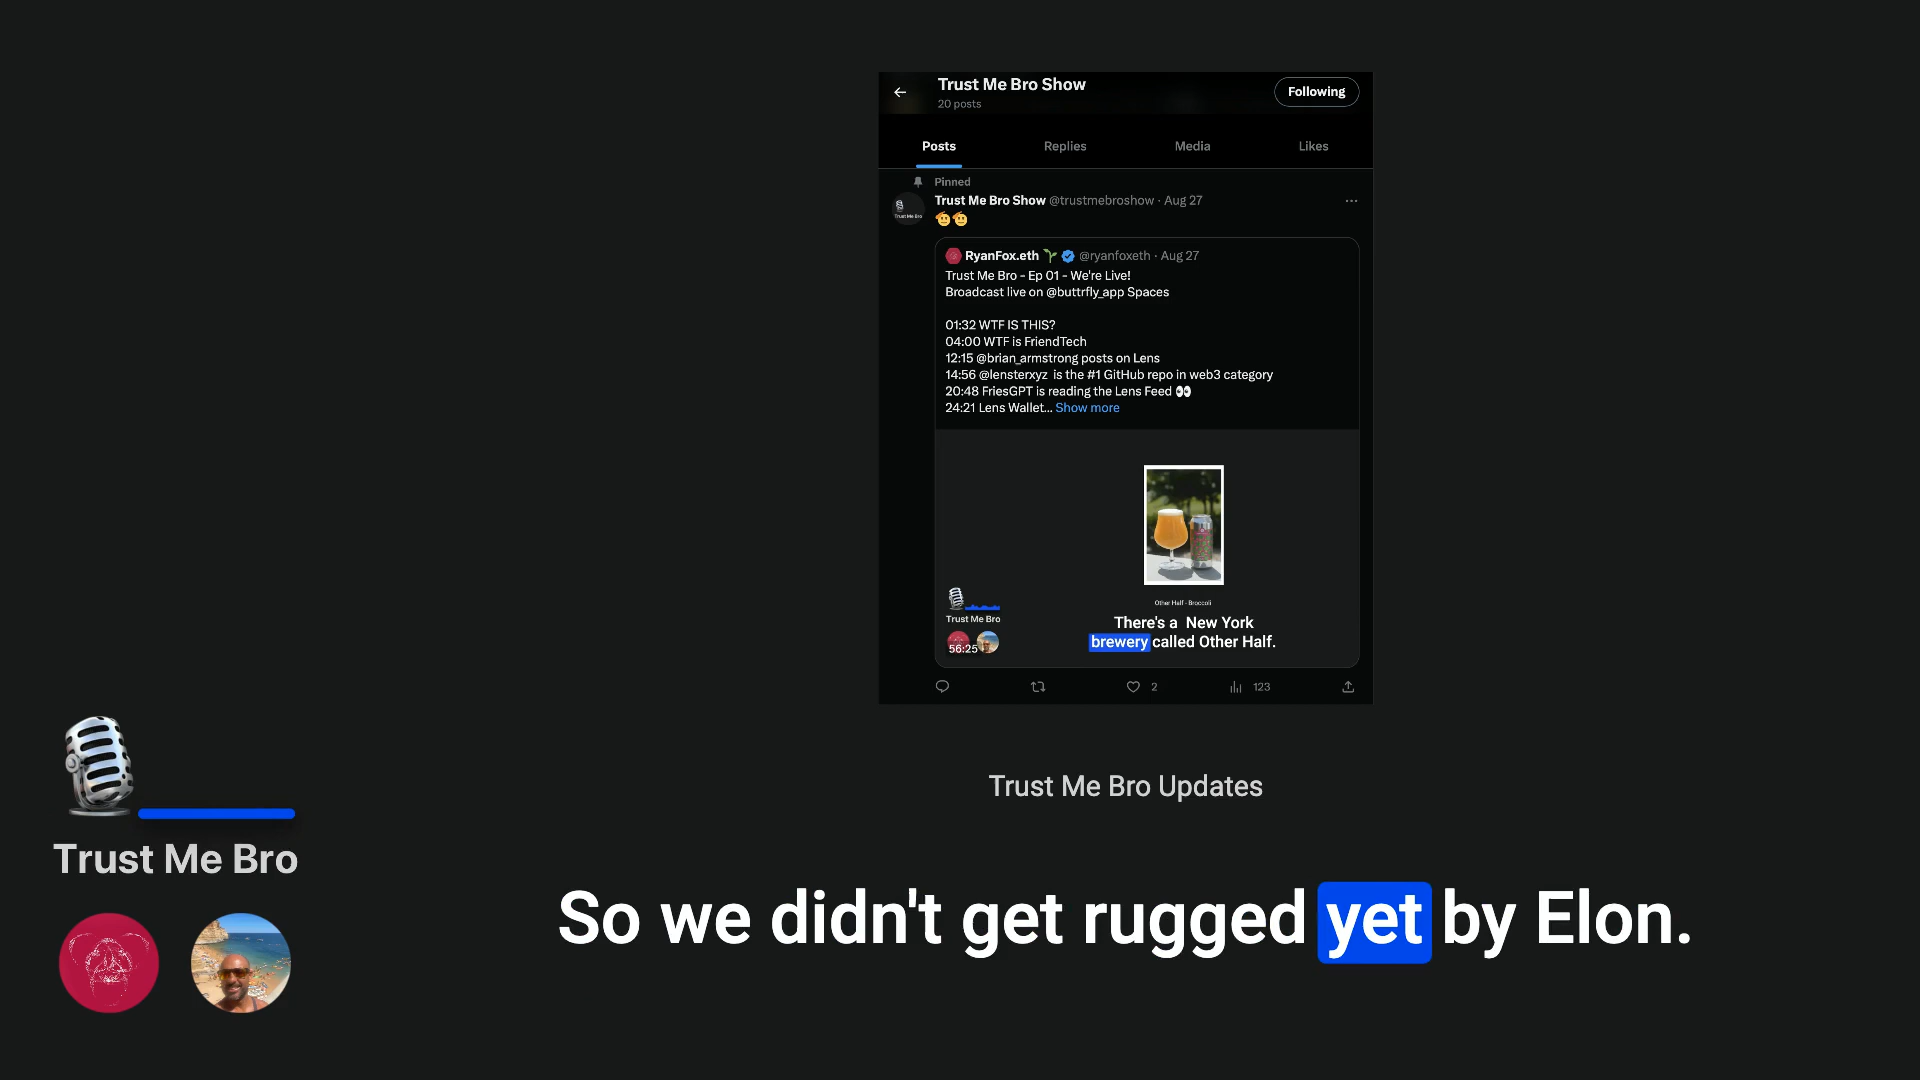 Trust Me Bro Show
20 posts
Following
Posts Replies Media Likes
Pinned
Trust Me Bro Show @trustmebroshow · Aug 27
Trust Me Bro
RyanFox.eth @ryanfoxeth · Aug 27
Trust Me Bro - Ep 01 - We're Live!
Broadcast live on @buttrfly_app Spaces
01:32 WTF IS THIS?
04:00 WTF is FriendTech
12:15 @brian_armstrong posts on Lens
14:56 @lensterxyz is the #1 GitHub repo in web3 category
20:48 FriesGPT is reading the Lens Feed 👀
24:21 Lens Wallet... Show more
Other Half - Broccoli
Trust Me Bro
There's a New York
brewery called Other Half.
56:25
2
123
Trust Me Bro Updates
Trust Me Bro
So we didn't get rugged yet by Elon.